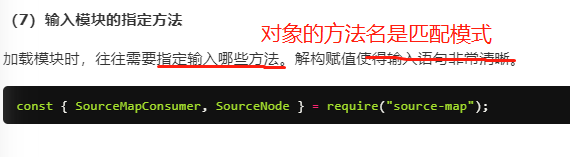 （7）输入模块的指定方法
对象的方法名是匹配模式
加载模块时，往往需要指定输入哪些方法。解构赋值使得输入语句非常清晰。
const { SourceMapConsumer, SourceNode } = require("source-map");